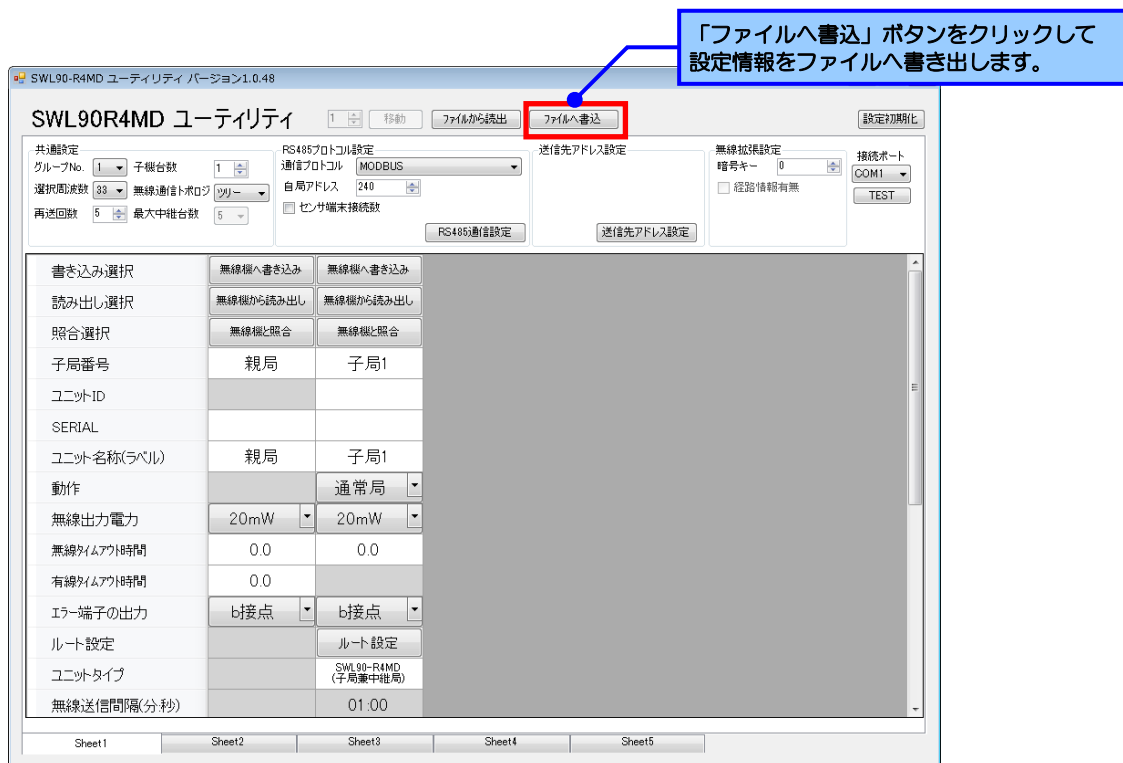 「ファイルへ書込」ボタンをクリックして
設定情報をファイルへ書き出します。
SWL90-R4MD ユーティリティ バージョン1.0.48
SWL90R4MD ユーティリティ 1 移動 ファイルから読出 ファイルへ書込 設定初期化
共通設定 RS485プロトコル設定 送信先アドレス設定 無線拡張設定 接続ポート
グループNo. 1 子機台数 1 通信プロトコル MODBUS 暗号キー 0 COM1
選択周波数 33 無線通信トポロジ ツリー 自局アドレス 240 経路情報有無 TEST
再送回数 5 最大中継台数 5 センサ端末接続数
RS485通信設定 送信先アドレス設定
書き込み選択 無線機へ書き込み 無線機へ書き込み
読み出し選択 無線機から読み出し 無線機から読み出し
照合選択 無線機と照合 無線機と照合
子局番号 親局 子局1
ユニットID
SERIAL
ユニット名称(ラベル) 親局 子局1
動作 通常局
無線出力電力 20mW 20mW
無線タイムアウト時間 0.0 0.0
有線タイムアウト時間 0.0
エラー端子の出力 b接点 b接点
ルート設定 ルート設定
ユニットタイプ SWL90-R4MD
(子局兼中継局)
無線送信間隔(分:秒) 01:00
Sheet1 Sheet2 Sheet3 Sheet4 Sheet5